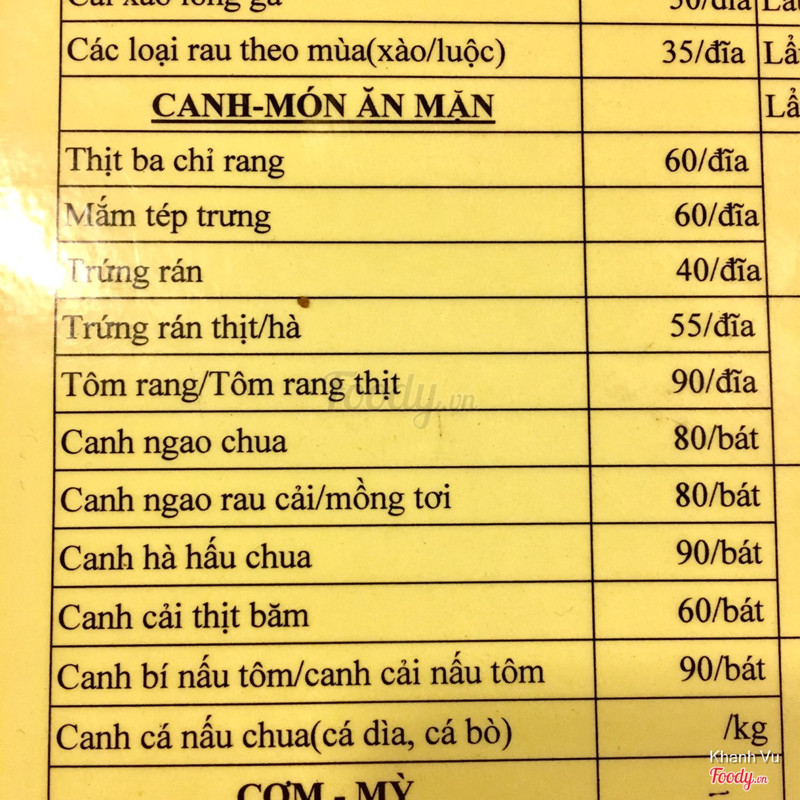 Các loại rau theo mùa(xào/luộc) 35/đĩa Lẩu
CANH-MÓN ĂN MẶN
Thịt ba chỉ rang 60/đĩa
Mắm tép trưng 60/đĩa
Trứng rán 40/đĩa
Trứng rán thịt/hà 55/đĩa
Tôm rang/Tôm rang thịt 90/đĩa
Foody.vn
Canh ngao chua 80/bát
Canh ngao rau cải/mồng tơi 80/bát
Canh hà hấu chua 90/bát
Canh cải thịt băm 60/bát
Canh bí nấu tôm/canh cải nấu tôm 90/bát
Canh cá nấu chua(cá dìa, cá bò) /kg
Khanh Vu
Foody.vn
CƠM - MỲ